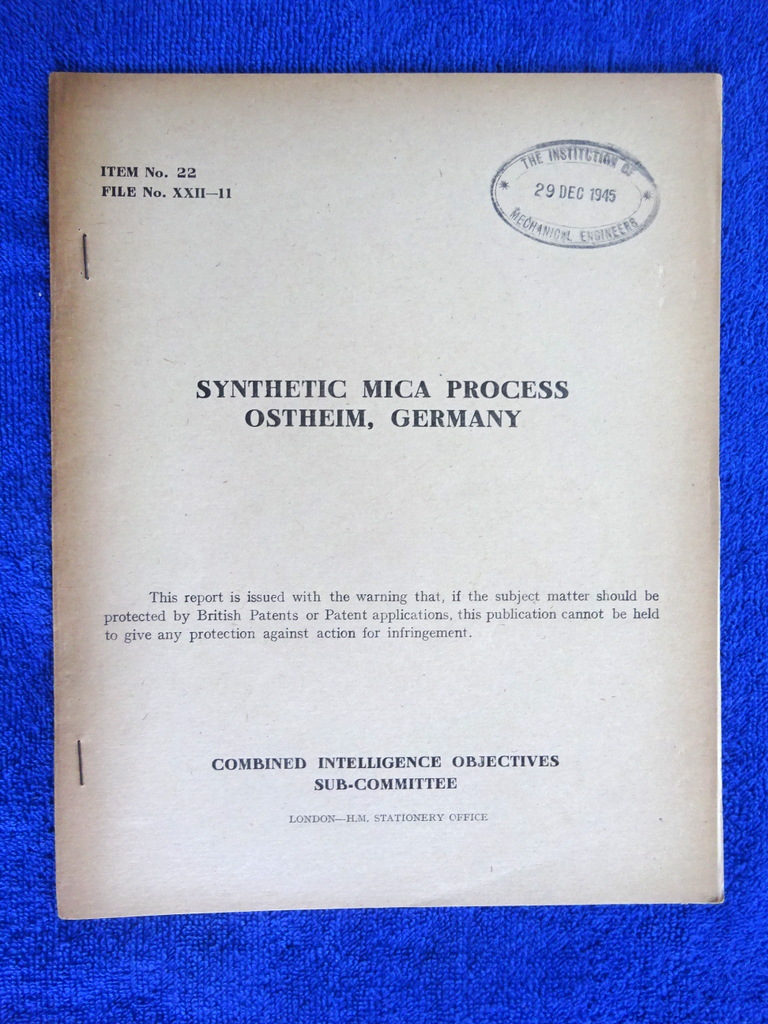 ITEM No. 22
FILE No. XXII—11
THE INSTITUTION OF
29 DEC 1945
MECHANICAL ENGINEERS
SYNTHETIC MICA PROCESS
OSTHEIM, GERMANY
This report is issued with the warning that, if the subject matter should be
protected by British Patents or Patent applications, this publication cannot be held
to give any protection against action for infringement.
COMBINED INTELLIGENCE OBJECTIVES
SUB-COMMITTEE
LONDON—H.M. STATIONERY OFFICE